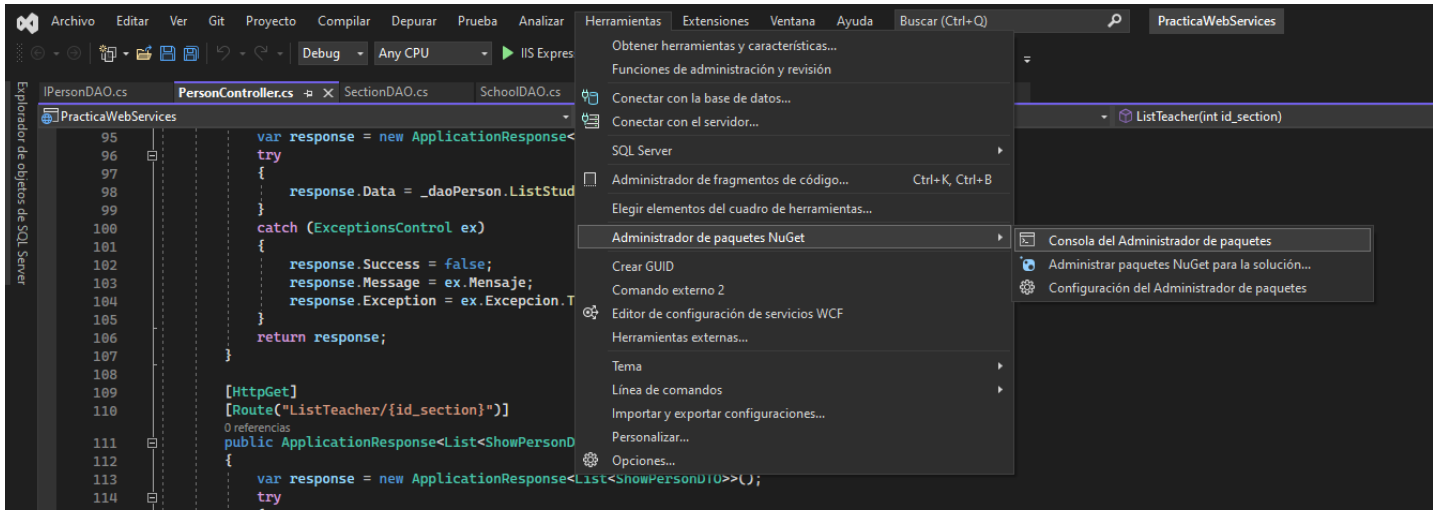 Archivo Editar Ver Git Proyecto Compilar Depurar Prueba Analizar Herramientas Extensiones Ventana Ayuda Buscar (Ctrl+Q) PracticaWebServices
Debug Any CPU IIS Expres
Explorador de objetos de SQL Server
IPersonDAO.cs PersonController.cs SectionDAO.cs SchoolDAO.cs
PracticaWebServices ListTeacher(int id_section)
95 var response = new ApplicationResponse<
96 try
97 {
98 response.Data = _daoPerson.ListStud
99 }
100 catch (ExceptionsControl ex)
101 {
102 response.Success = false;
103 response.Message = ex.Mensaje;
104 response.Exception = ex.Excepcion.T
105 }
106 return response;
107 }
108
109 [HttpGet]
110 [Route("ListTeacher/{id_section}")]
0 referencias
111 public ApplicationResponse<List<ShowPersonD
112 {
113 var response = new ApplicationResponse<List<ShowPersonDTO>>();
114 try
Obtener herramientas y características...
Funciones de administración y revisión
Conectar con la base de datos...
Conectar con el servidor...
SQL Server
Administrador de fragmentos de código... Ctrl+K, Ctrl+B
Elegir elementos del cuadro de herramientas...
Administrador de paquetes NuGet
Crear GUID
Comando externo 2
Editor de configuración de servicios WCF
Herramientas externas...
Tema
Línea de comandos
Importar y exportar configuraciones...
Personalizar...
Opciones...
Consola del Administrador de paquetes
Administrar paquetes NuGet para la solución...
Configuración del Administrador de paquetes